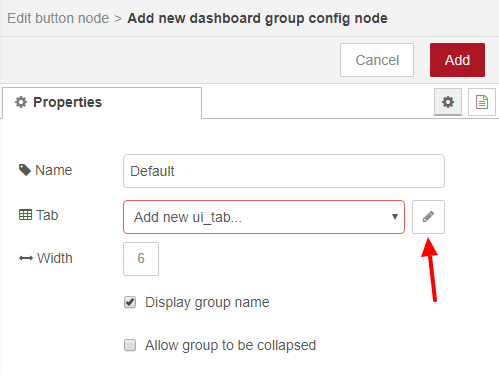 Edit button node > Add new dashboard group config node
Cancel Add
Properties
Name Default
Tab Add new ui_tab...
Width 6
Display group name
Allow group to be collapsed